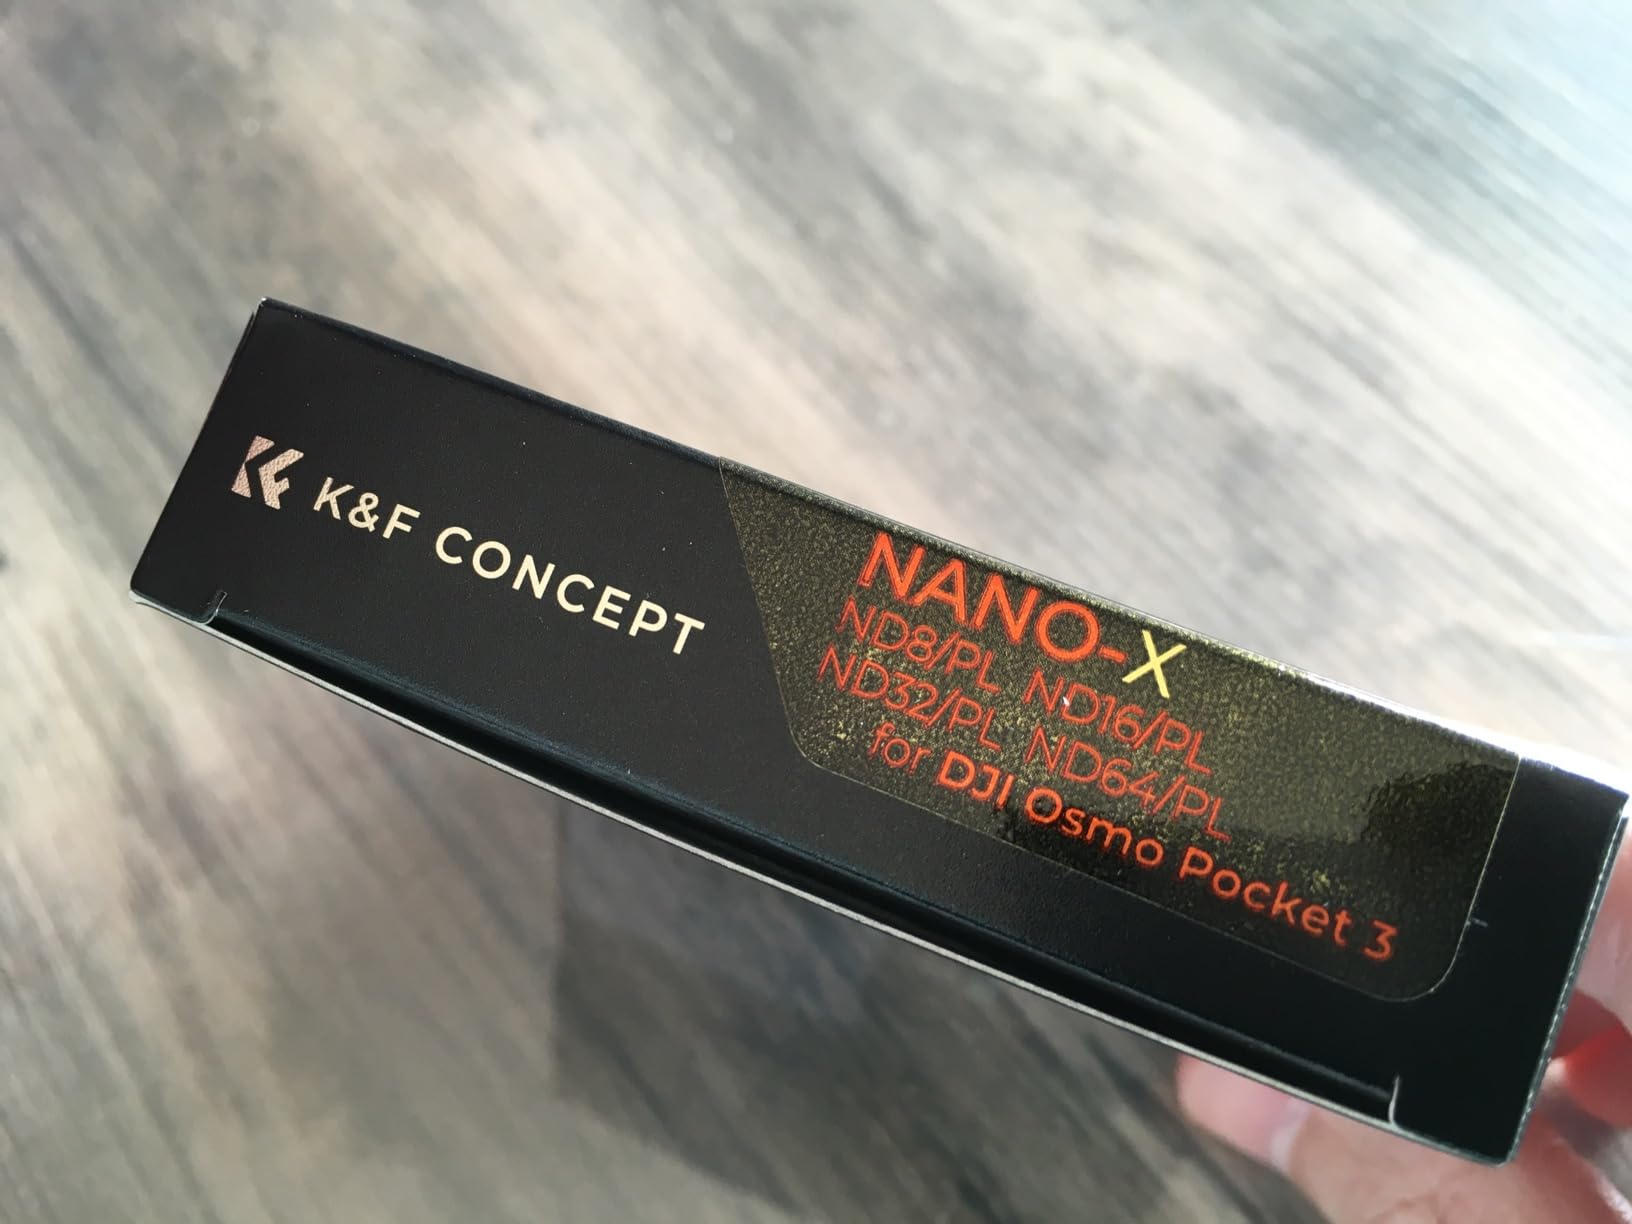 K&F CONCEPT
NANO-X
ND8/PL ND16/PL
ND32/PL ND64/PL
for DJI Osmo Pocket 3